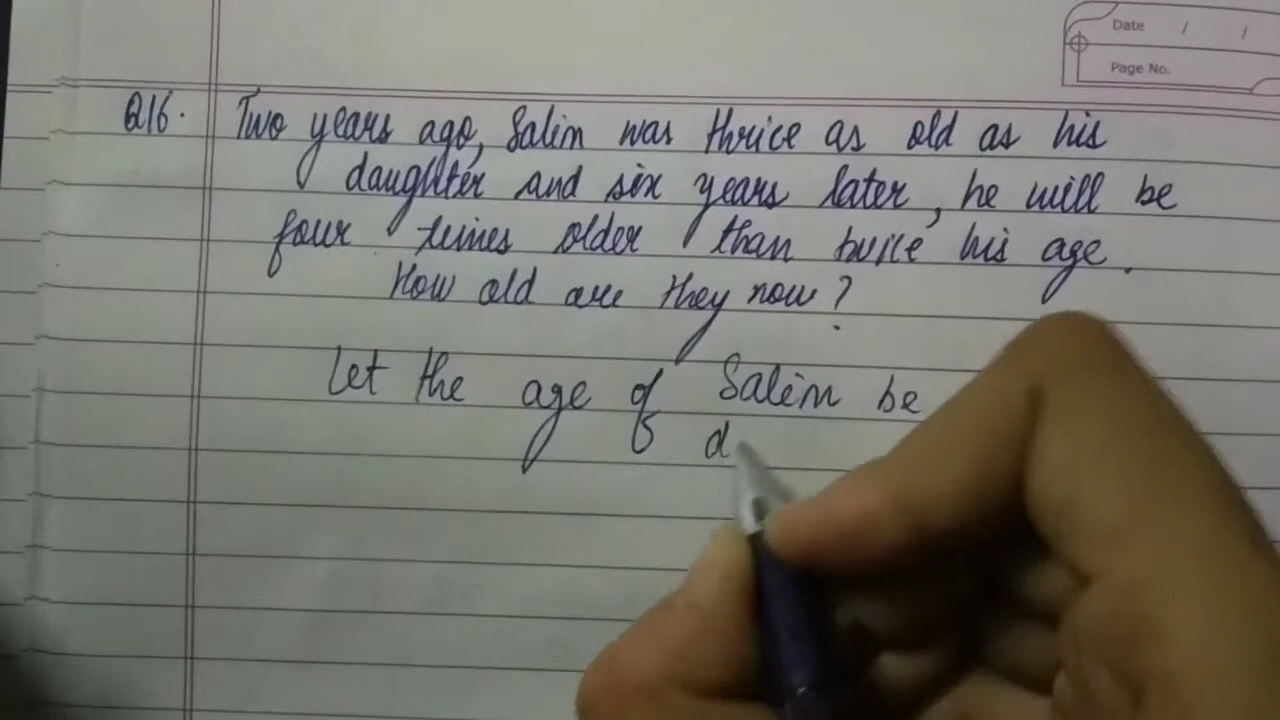 Date / /
Page No.
Q16. Two years ago, Salim was thrice as old as his
daughter and six years later, he will be
four times older than twice his age.
How old are they now?
Let the age of Salim be
d